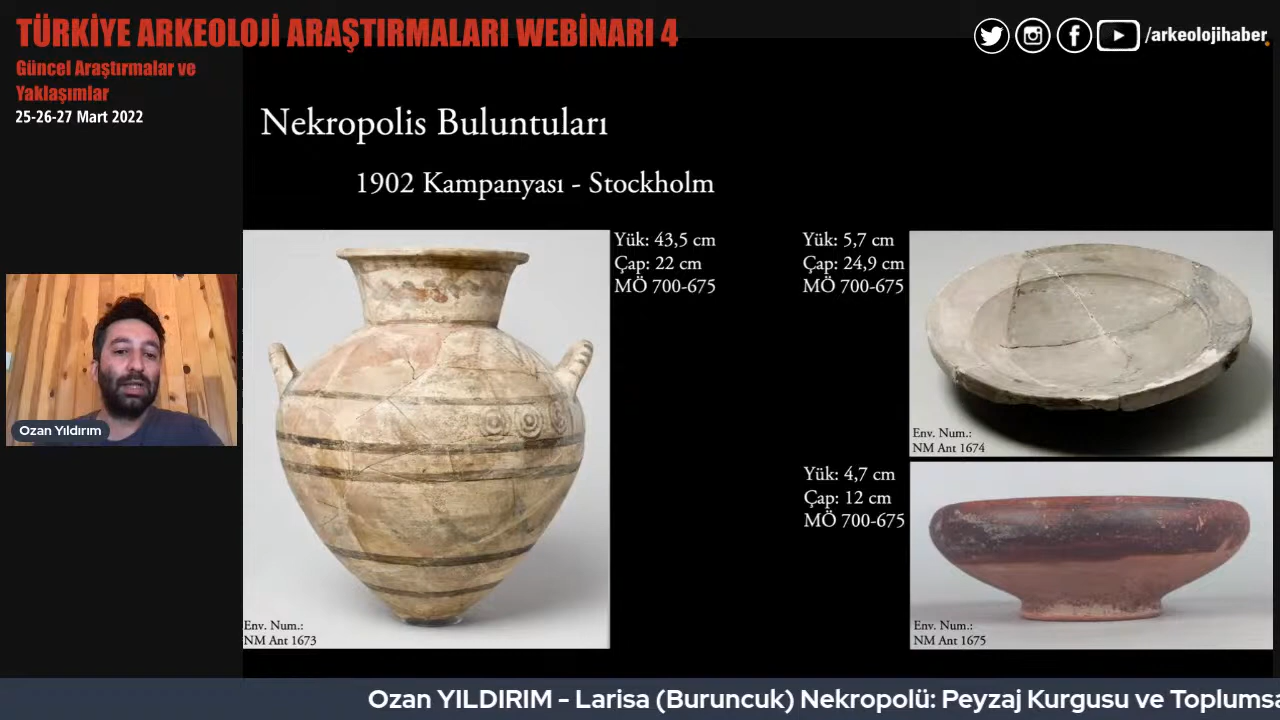 TÜRKİYE ARKEOLOJİ ARAŞTIRMALARI WEBİNARI 4
/arkeolojihaber
Güncel Araştırmalar ve
Yaklaşımlar
25-26-27 Mart 2022
Nekropolis Buluntuları
1902 Kampanyası - Stockholm
Yük: 43,5 cm
Çap: 22 cm
MÖ 700-675
Yük: 5,7 cm
Çap: 24,9 cm
MÖ 700-675
Env. Num.:
NM Ant 1674
Ozan Yıldırım
Yük: 4,7 cm
Çap: 12 cm
MÖ 700-675
Env. Num.:
NM Ant 1673
Env. Num.:
NM Ant 1675
Ozan YILDIRIM - Larisa (Buruncuk) Nekropolü: Peyzaj Kurgusu ve Toplumsa